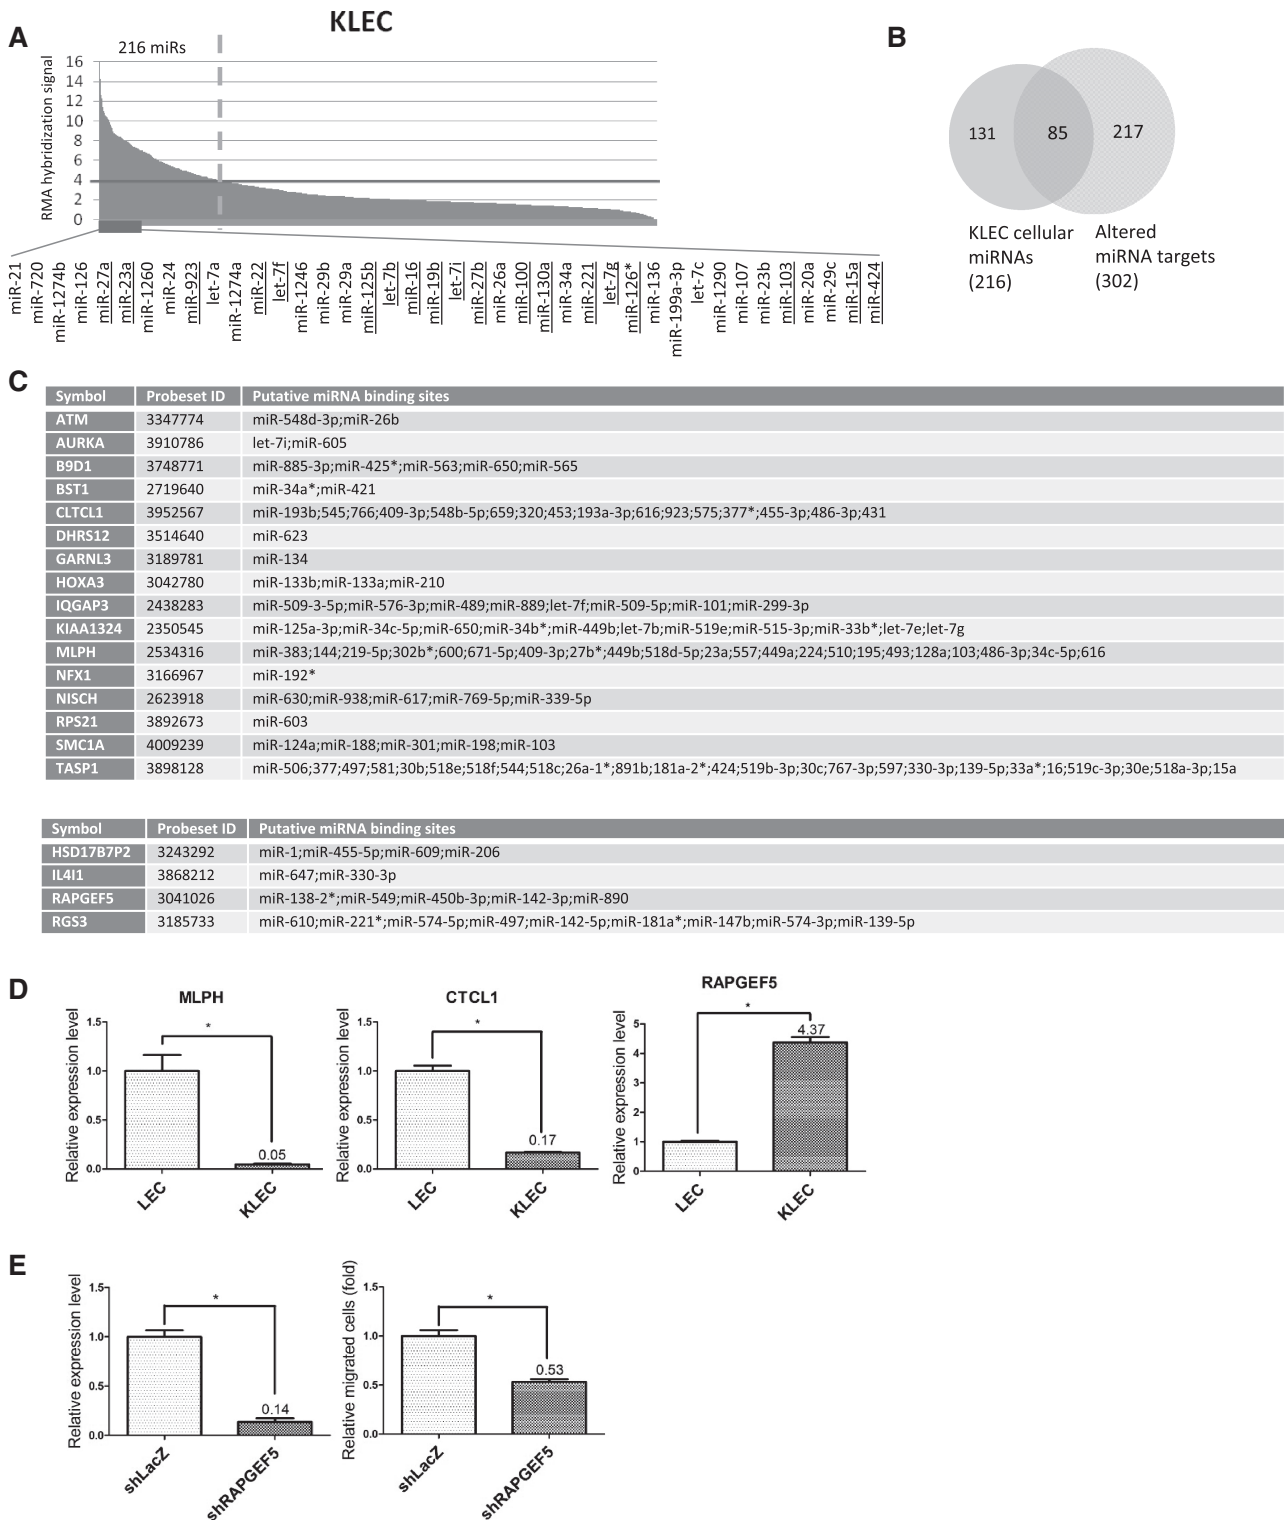 A
KLEC
216 miRs
RMA hybridization signal
16
14
12
10
8
6
4
2
0
miR-21
miR-720
miR-1274b
miR-126
miR-27a
miR-23a
miR-1260
miR-24
miR-923
let-7a
miR-1274a
miR-22
let-7f
miR-1246
miR-29b
miR-29a
miR-125b
let-7b
miR-16
miR-19b
let-7i
miR-27b
miR-26a
miR-100
miR-130a
miR-34a
miR-221
let-7g
miR-126*
miR-136
miR-199a-3p
let-7c
miR-1290
miR-107
miR-23b
miR-103
miR-20a
miR-29c
miR-15a
miR-424
B
131 85 217
KLEC cellular
miRNAs
(216)
Altered
miRNA targets
(302)
C
Symbol Probeset ID Putative miRNA binding sites
ATM 3347774 miR-548d-3p;miR-26b
AURKA 3910786 let-7i;miR-605
B9D1 3748771 miR-885-3p;miR-425*;miR-563;miR-650;miR-565
BST1 2719640 miR-34a*;miR-421
CLTCL1 3952567 miR-193b;545;766;409-3p;548b-5p;659;320;453;193a-3p;616;923;575;377*;455-3p;486-3p;431
DHRS12 3514640 miR-623
GARNL3 3189781 miR-134
HOXA3 3042780 miR-133b;miR-133a;miR-210
IQGAP3 2438283 miR-509-3-5p;miR-576-3p;miR-489;miR-889;let-7f;miR-509-5p;miR-101;miR-299-3p
KIAA1324 2350545 miR-125a-3p;miR-34c-5p;miR-650;miR-34b*;miR-449b;let-7b;miR-519e;miR-515-3p;miR-33b*;let-7e;let-7g
MLPH 2534316 miR-383;144;219-5p;302b*;600;671-5p;409-3p;27b*;449b;518d-5p;23a;557;449a;224;510;195;493;128a;103;486-3p;34c-5p;616
NFX1 3166967 miR-192*
NISCH 2623918 miR-630;miR-938;miR-617;miR-769-5p;miR-339-5p
RPS21 3892673 miR-603
SMC1A 4009239 miR-124a;miR-188;miR-301;miR-198;miR-103
TASP1 3898128 miR-506;377;497;581;30b;518e;518f;544;518c;26a-1*;891b;181a-2*;424;519b-3p;30c;767-3p;597;330-3p;139-5p;33a*;16;519c-3p;30e;518a-3p;15a
Symbol Probeset ID Putative miRNA binding sites
HSD17B7P2 3243292 miR-1;miR-455-5p;miR-609;miR-206
IL4I1 3868212 miR-647;miR-330-3p
RAPGEF5 3041026 miR-138-2*;miR-549;miR-450b-3p;miR-142-3p;miR-890
RGS3 3185733 miR-610;miR-221*;miR-574-5p;miR-497;miR-142-5p;miR-181a*;miR-147b;miR-574-3p;miR-139-5p
D
MLPH
Relative expression level
1.5
1.0
0.5
0.0
*
0.05
LEC
KLEC
CTCL1
Relative expression level
1.5
1.0
0.5
0.0
*
0.17
LEC
KLEC
RAPGEF5
Relative expression level
5
4
3
2
1
0
*
4.37
LEC
KLEC
E
Relative expression level
1.5
1.0
0.5
0.0
*
0.14
shLacZ
shRAPGEF5
Relative migrated cells (fold)
1.5
1.0
0.5
0.0
*
0.53
shLacZ
shRAPGEF5